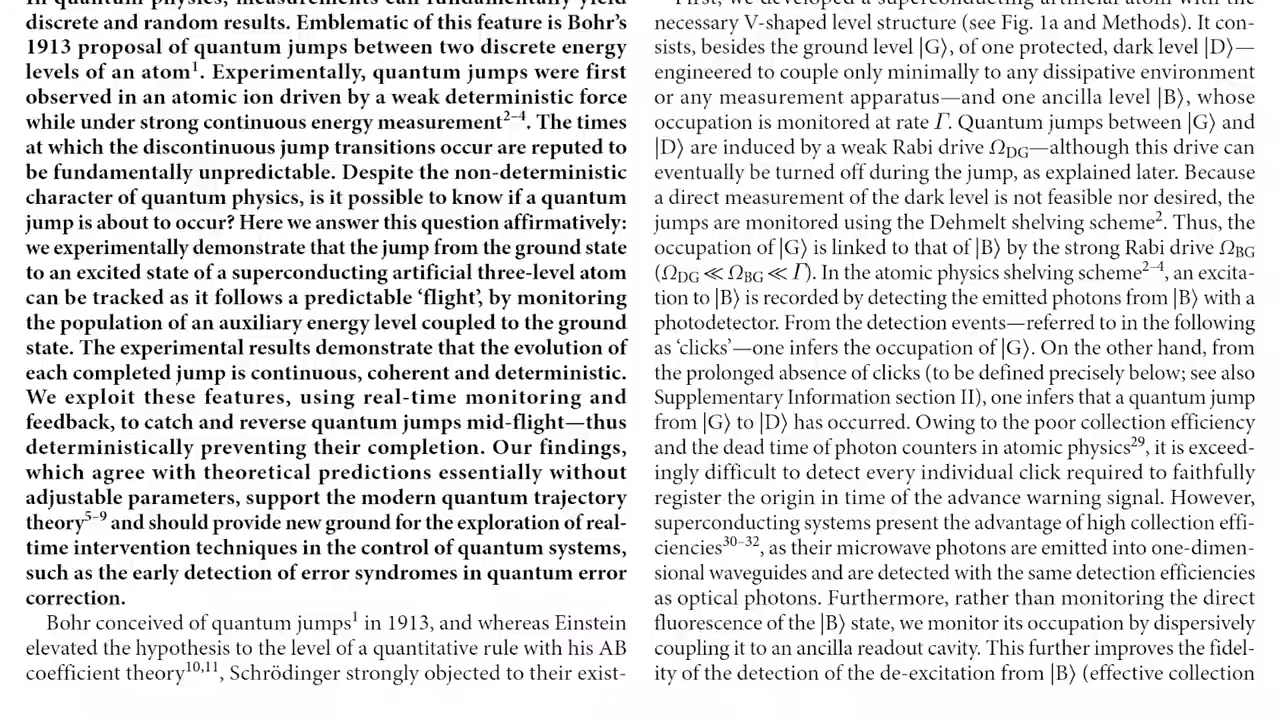 In quantum physics, measurements can fundamentally yield
discrete and random results. Emblematic of this feature is Bohr’s
1913 proposal of quantum jumps between two discrete energy
levels of an atom¹. Experimentally, quantum jumps were first
observed in an atomic ion driven by a weak deterministic force
while under strong continuous energy measurement²⁻⁴. The times
at which the discontinuous jump transitions occur are reputed to
be fundamentally unpredictable. Despite the non-deterministic
character of quantum physics, is it possible to know if a quantum
jump is about to occur? Here we answer this question affirmatively:
we experimentally demonstrate that the jump from the ground state
to an excited state of a superconducting artificial three-level atom
can be tracked as it follows a predictable ‘flight’, by monitoring
the population of an auxiliary energy level coupled to the ground
state. The experimental results demonstrate that the evolution of
each completed jump is continuous, coherent and deterministic.
We exploit these features, using real-time monitoring and
feedback, to catch and reverse quantum jumps mid-flight—thus
deterministically preventing their completion. Our findings,
which agree with theoretical predictions essentially without
adjustable parameters, support the modern quantum trajectory
theory⁵⁻⁹ and should provide new ground for the exploration of real-
time intervention techniques in the control of quantum systems,
such as the early detection of error syndromes in quantum error
correction.
Bohr conceived of quantum jumps¹ in 1913, and whereas Einstein
elevated the hypothesis to the level of a quantitative rule with his AB
coefficient theory¹⁰,¹¹, Schrödinger strongly objected to their exist-
First, we developed a superconducting artificial atom with the
necessary V-shaped level structure (see Fig. 1a and Methods). It con-
sists, besides the ground level |G⟩, of one protected, dark level |D⟩—
engineered to couple only minimally to any dissipative environment
or any measurement apparatus—and one ancilla level |B⟩, whose
occupation is monitored at rate Γ. Quantum jumps between |G⟩ and
|D⟩ are induced by a weak Rabi drive Ω_DG—although this drive can
eventually be turned off during the jump, as explained later. Because
a direct measurement of the dark level is not feasible nor desired, the
jumps are monitored using the Dehmelt shelving scheme². Thus, the
occupation of |G⟩ is linked to that of |B⟩ by the strong Rabi drive Ω_BG
(Ω_DG ≪ Ω_BG ≪ Γ). In the atomic physics shelving scheme²⁻⁴, an excita-
tion to |B⟩ is recorded by detecting the emitted photons from |B⟩ with a
photodetector. From the detection events—referred to in the following
as ‘clicks’—one infers the occupation of |G⟩. On the other hand, from
the prolonged absence of clicks (to be defined precisely below; see also
Supplementary Information section II), one infers that a quantum jump
from |G⟩ to |D⟩ has occurred. Owing to the poor collection efficiency
and the dead time of photon counters in atomic physics²⁹, it is exceed-
ingly difficult to detect every individual click required to faithfully
register the origin in time of the advance warning signal. However,
superconducting systems present the advantage of high collection effi-
ciencies³⁰⁻³², as their microwave photons are emitted into one-dimen-
sional waveguides and are detected with the same detection efficiencies
as optical photons. Furthermore, rather than monitoring the direct
fluorescence of the |B⟩ state, we monitor its occupation by dispersively
coupling it to an ancilla readout cavity. This further improves the fidel-
ity of the detection of the de-excitation from |B⟩ (effective collection